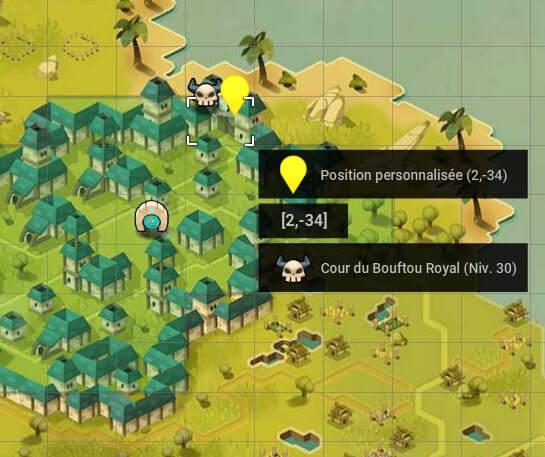 Position personnalisée (2,-34)
[2,-34]
Cour du Bouftou Royal (Niv. 30)